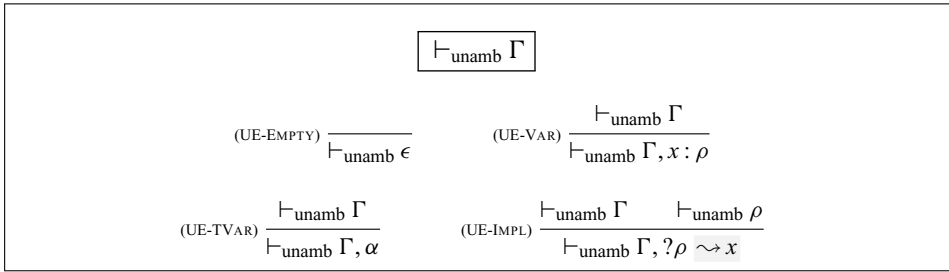 ⊢unamb Γ
(UE-EMPTY) ⊢unamb ϵ
(UE-VAR) ⊢unamb Γ
⊢unamb Γ, x : ρ
(UE-TVAR) ⊢unamb Γ
⊢unamb Γ, α
(UE-IMPL) ⊢unamb Γ ⊢unamb ρ
⊢unamb Γ, ?ρ ⇝ x